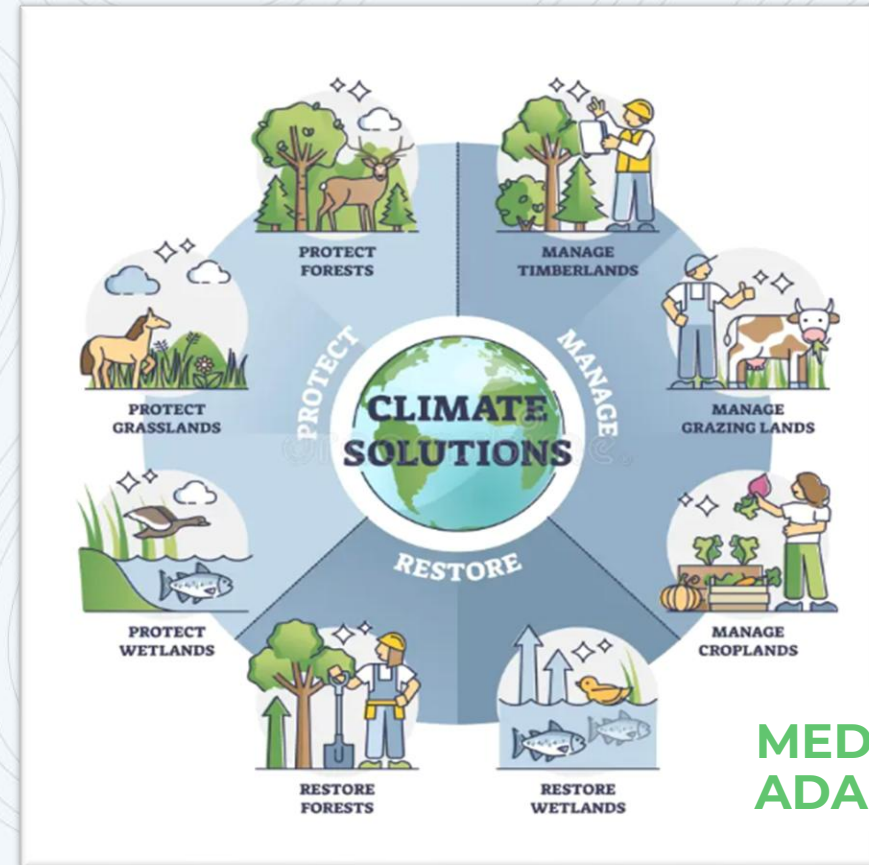 PROTECT
FORESTS
MANAGE
TIMBERLANDS
PROTECT
GRASSLANDS
MANAGE
GRAZING LANDS
PROTECT
MANAGE
CLIMATE
SOLUTIONS
RESTORE
PROTECT
WETLANDS
MANAGE
CROPLANDS
RESTORE
FORESTS
RESTORE
WETLANDS
MED
ADA